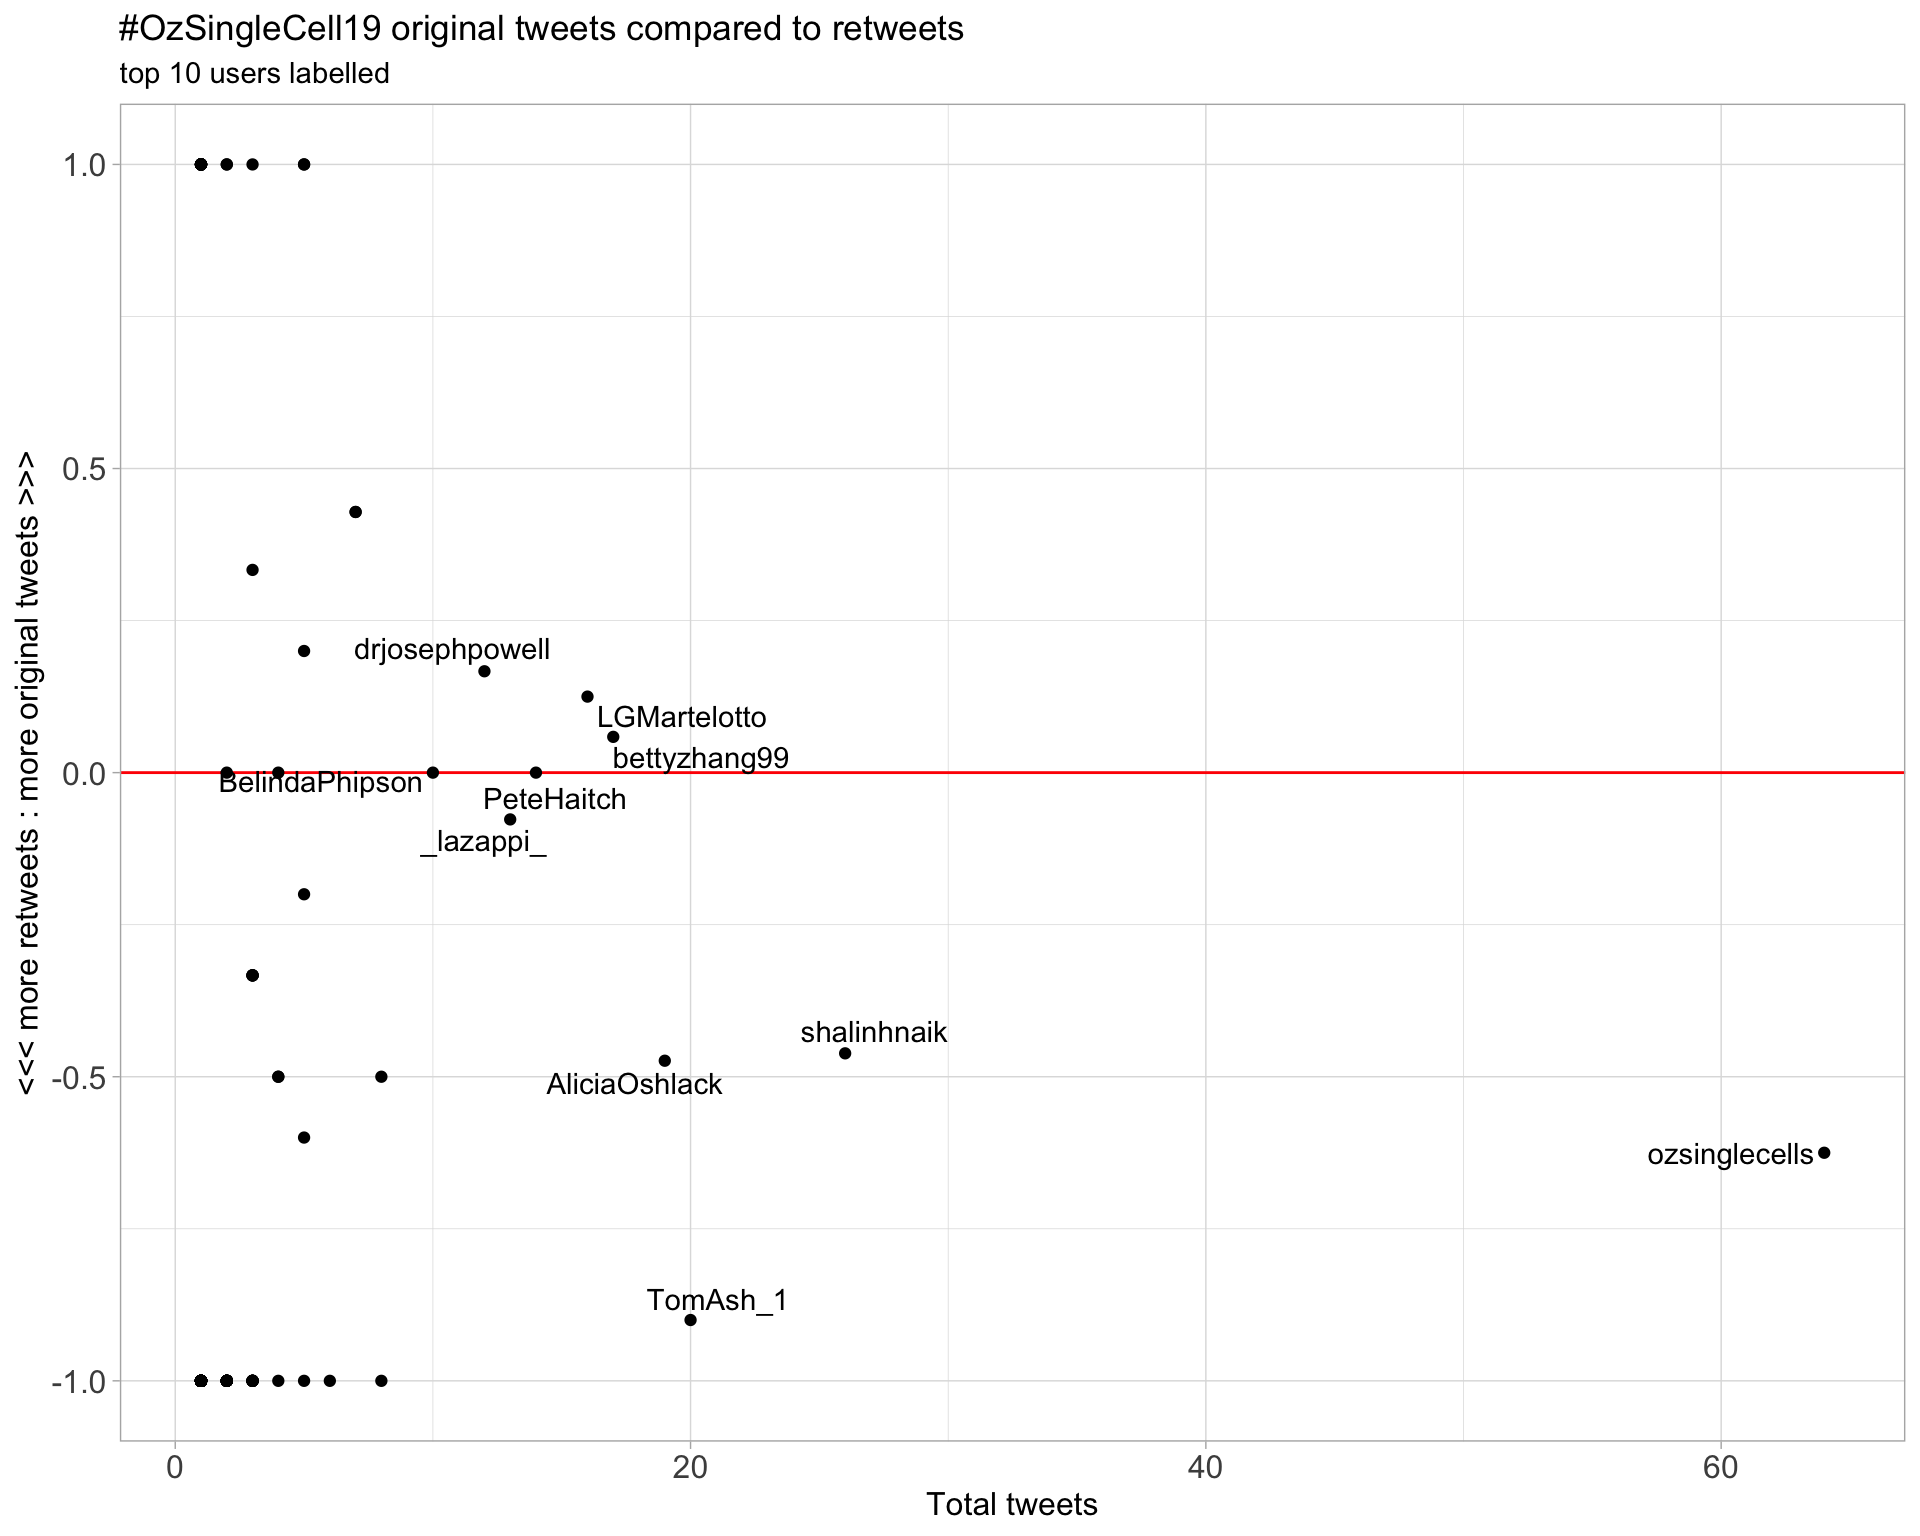 #OzSingleCell19 original tweets compared to retweets
top 10 users labelled
<<< more retweets : more original tweets >>>
1.0
0.5
0.0
-0.5
-1.0
drjosephpowell
LGMartelotto
bettyzhang99
BelindaPhipson
PeteHaitch
_lazappi_
shalinhnaik
AliciaOshlack
ozsinglecells
TomAsh_1
0
20
40
60
Total tweets